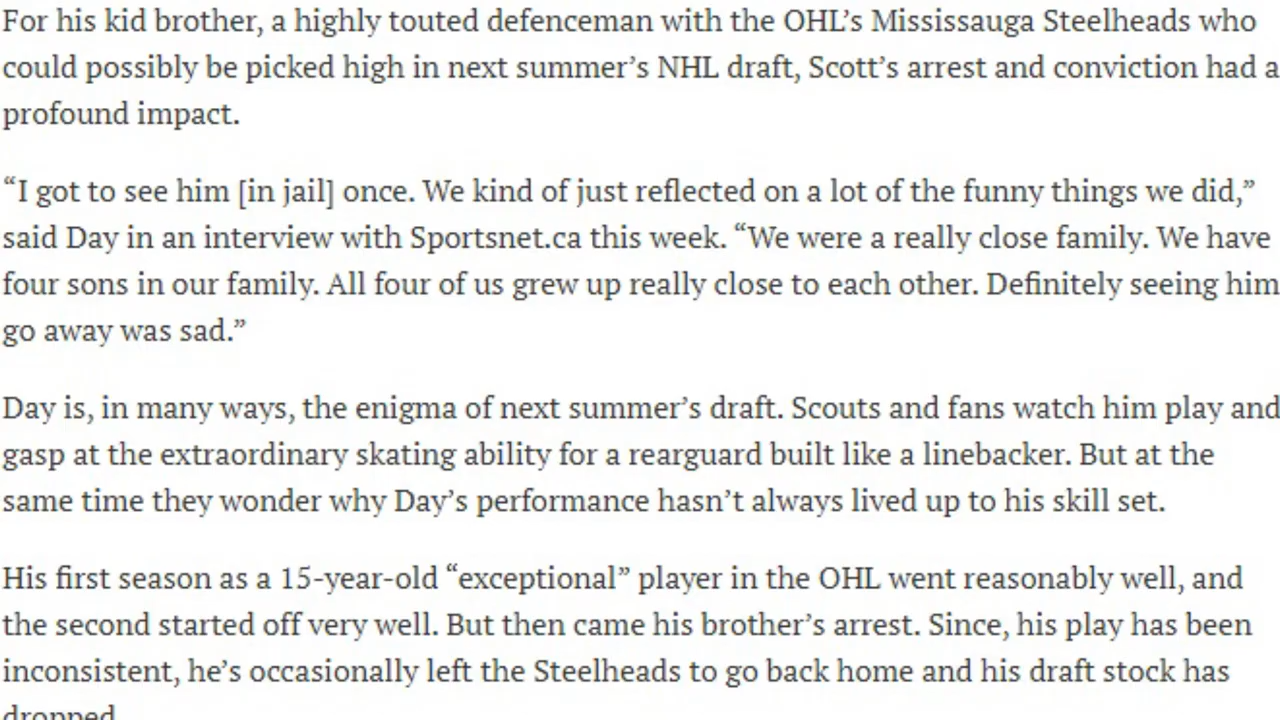 For his kid brother, a highly touted defenceman with the OHL’s Mississauga Steelheads who
could possibly be picked high in next summer’s NHL draft, Scott’s arrest and conviction had a
profound impact.
“I got to see him [in jail] once. We kind of just reflected on a lot of the funny things we did,”
said Day in an interview with Sportsnet.ca this week. “We were a really close family. We have
four sons in our family. All four of us grew up really close to each other. Definitely seeing him
go away was sad.”
Day is, in many ways, the enigma of next summer’s draft. Scouts and fans watch him play and
gasp at the extraordinary skating ability for a rearguard built like a linebacker. But at the
same time they wonder why Day’s performance hasn’t always lived up to his skill set.
His first season as a 15-year-old “exceptional” player in the OHL went reasonably well, and
the second started off very well. But then came his brother’s arrest. Since, his play has been
inconsistent, he’s occasionally left the Steelheads to go back home and his draft stock has
dropped.